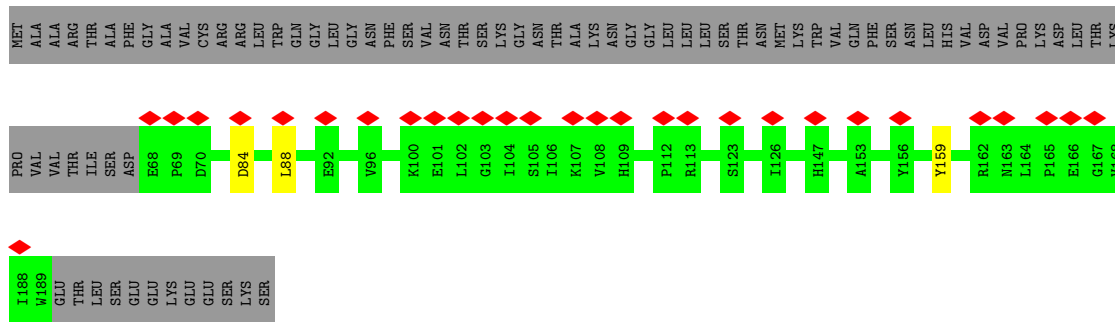 MET ALA ALA ARG THR ALA PHE GLY ALA VAL CYS ARG ARG LEU TRP GLN GLY LEU GLY ASN PHE SER VAL ASN THR SER LYS GLY ASN THR ALA LYS ASN GLY GLY LEU LEU LEU SER THR ASN MET LYS TRP VAL GLN PHE SER ASN LEU HIS VAL ASP VAL PRO LYS ASP LEU THR LYS
PRO VAL VAL THR ILE SER ASP E68 P69 D70 D84 L88 E92 V96 K100 E101 L102 G103 I104 S105 I106 K107 V108 H109 P112 R113 S123 I126 H147 A153 Y156 Y159 R162 N163 L164 P165 E166 G167
I188 W189 GLU THR LEU SER GLU GLU LYS GLU GLU SER LYS SER